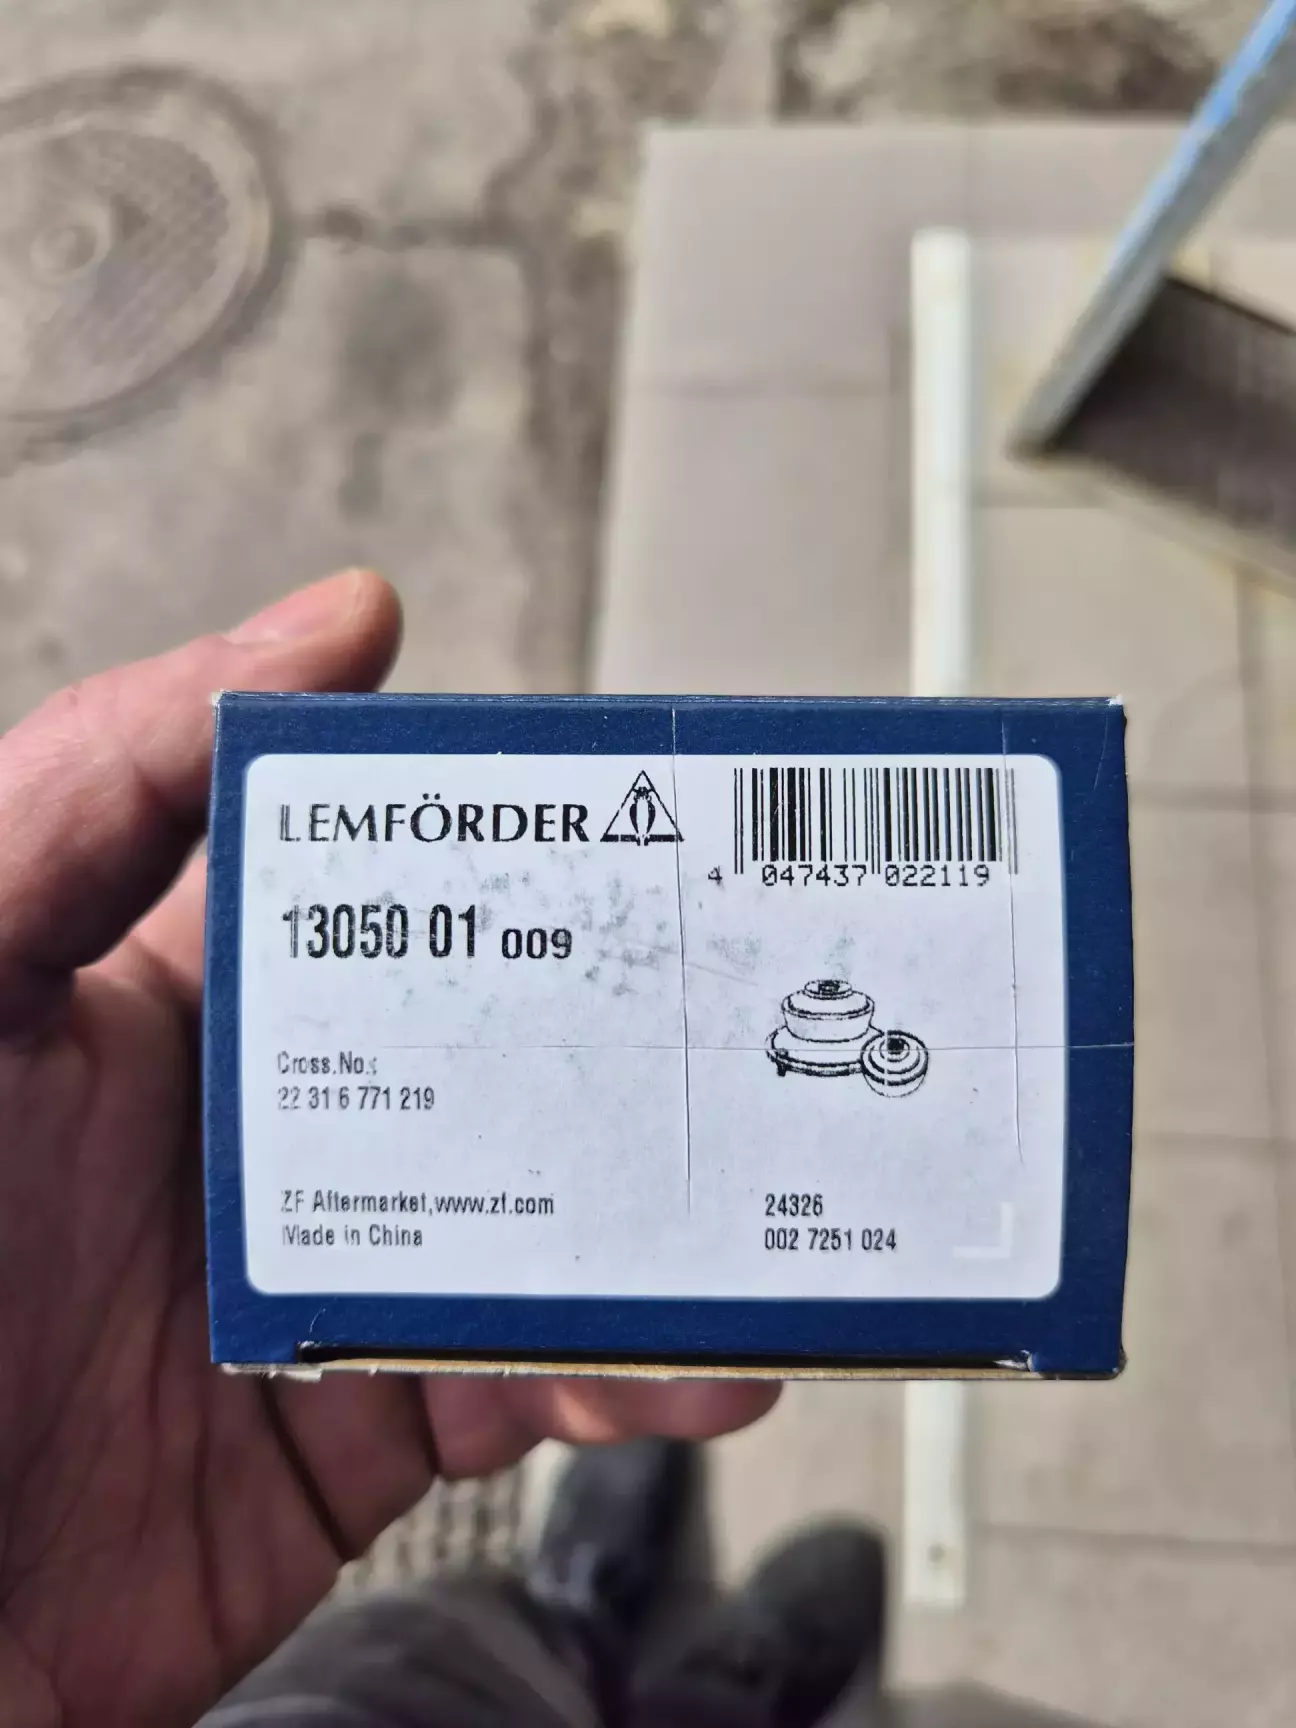 LEMFÖRDER
4 047437 022119
13050 01 009
Cross.No.:
22 31 6 771 219
ZF Aftermarket,www.zf.com
Made in China
24326
002 7251 024